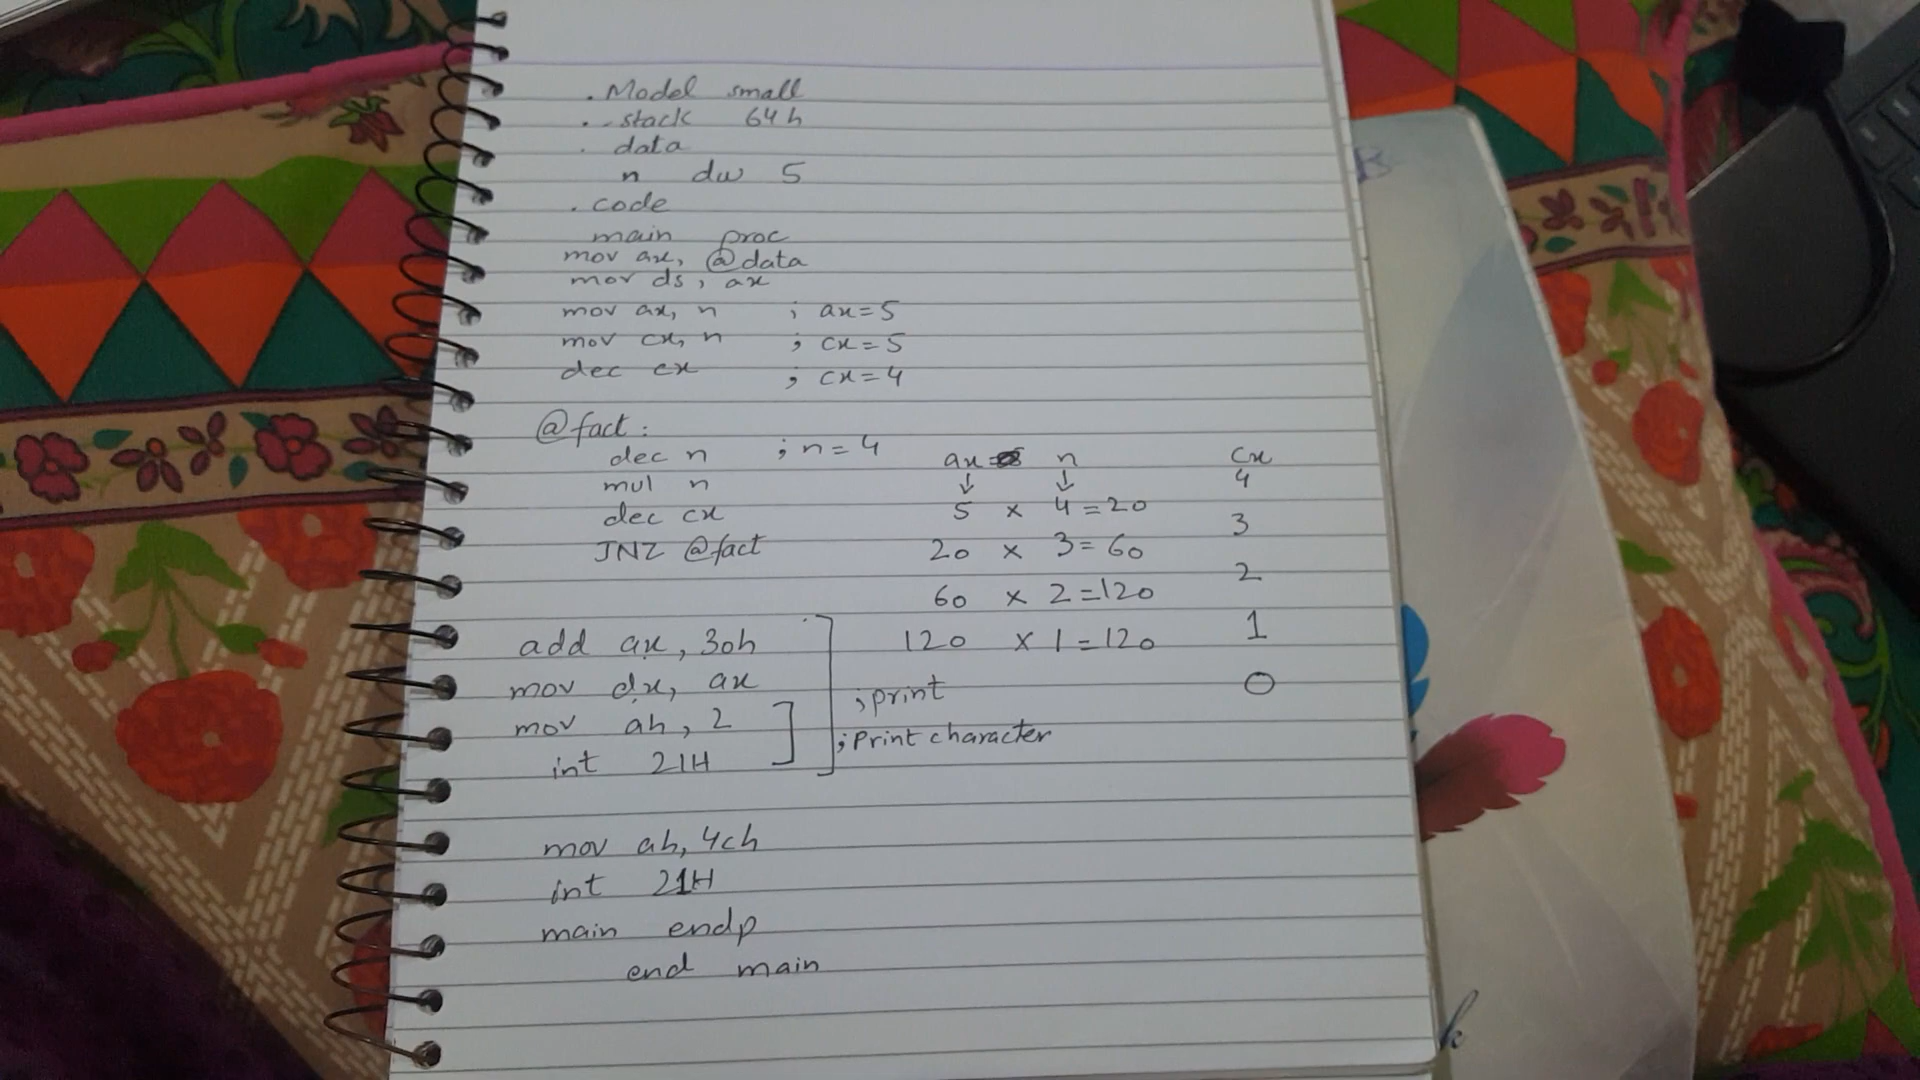 . Model small
. . stack 64h
. data
n dw 5
. code
main proc
mov ax, @data
mov ds, ax
mov ax, n ; ax=5
mov cx, n ; cx=5
dec cx ; cx=4
@fact :
dec n ; n=4 ax n cx
mul n ↓ ↓ 4
dec cx 5 x 4=20
3
JNZ @fact 20 x 3=60
2
60 x 2=120
add ax, 30h 120 x 1=120 1
mov dx, ax ;print 0
mov ah, 2 ;Print character
int 21H
mov ah, 4ch
int 21H
main endp
end main
B
k